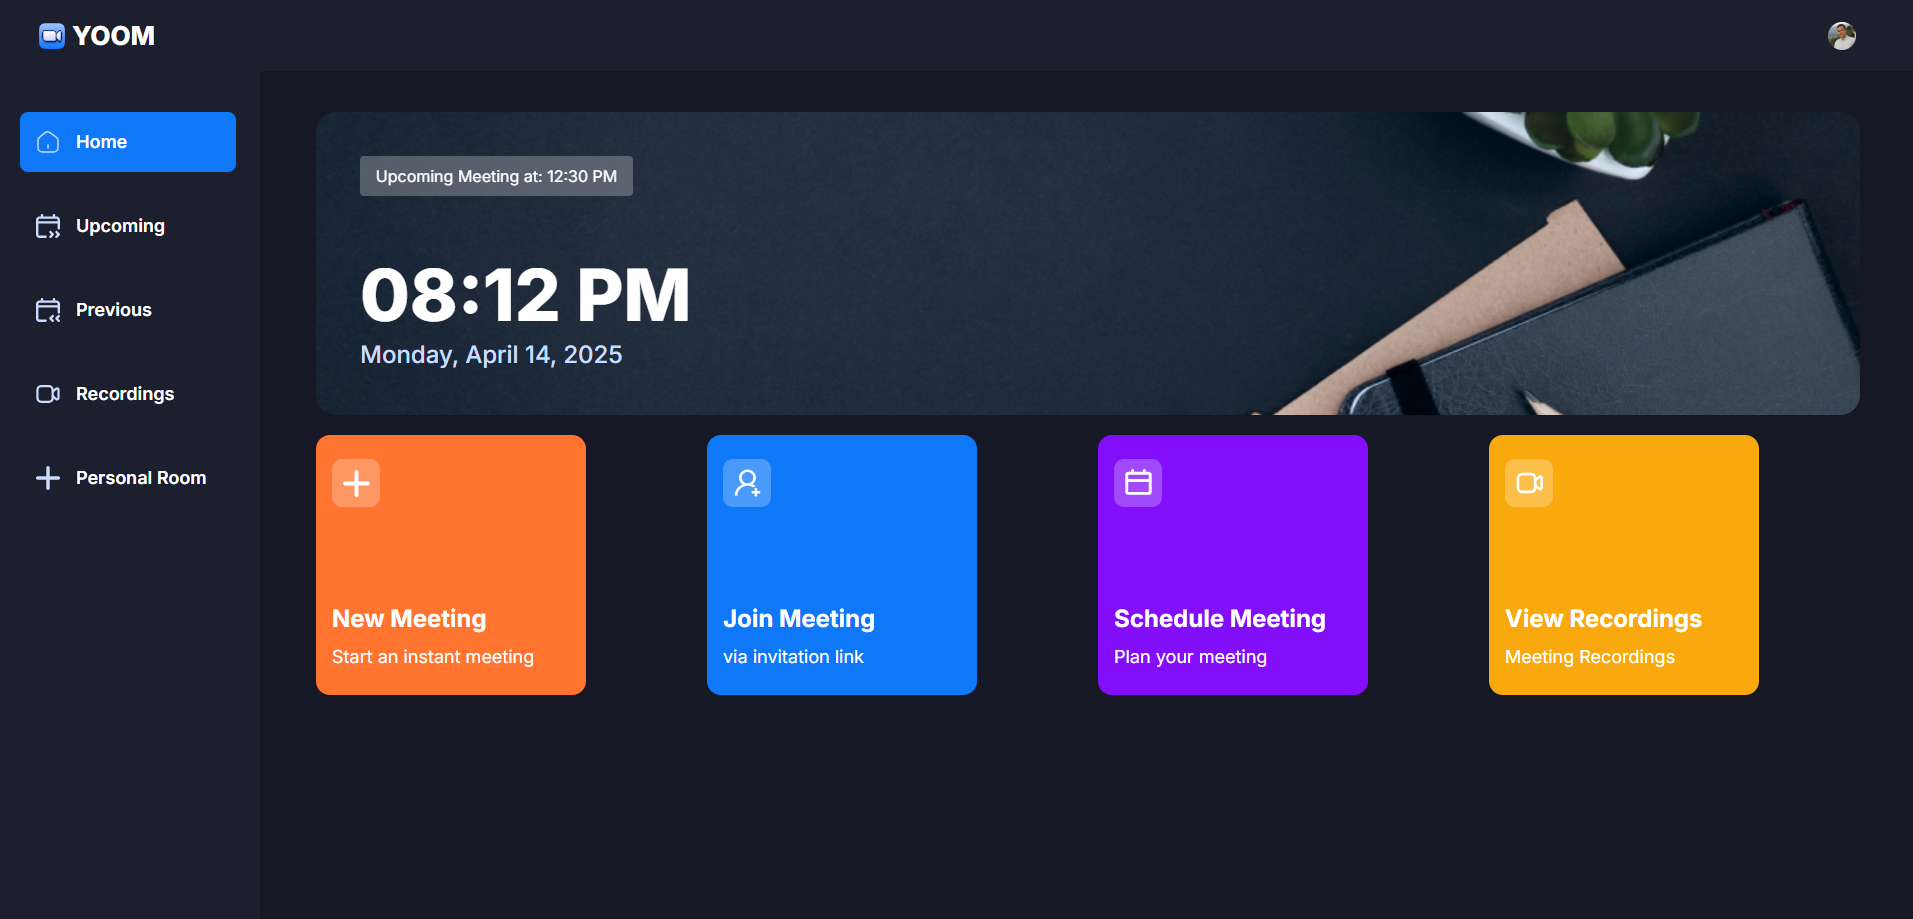 YOOM
Home
Upcoming
Previous
Recordings
Personal Room
Upcoming Meeting at: 12:30 PM
08:12 PM
Monday, April 14, 2025
New Meeting
Start an instant meeting
Join Meeting
via invitation link
Schedule Meeting
Plan your meeting
View Recordings
Meeting Recordings